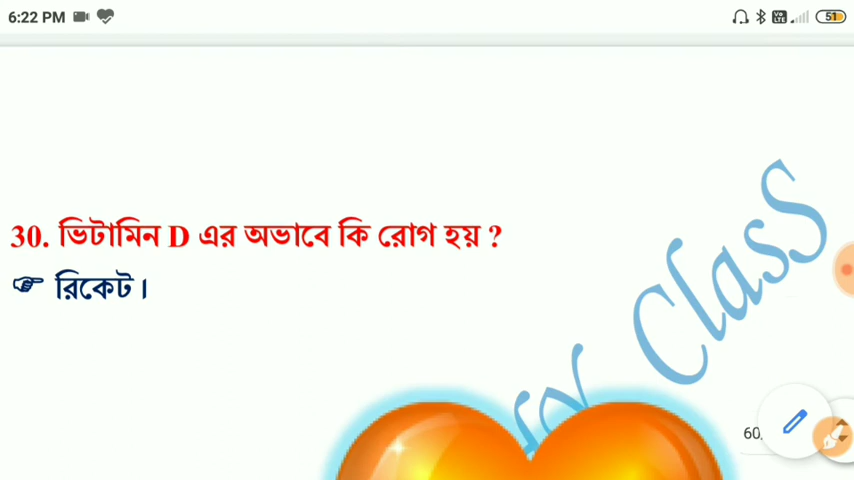 6:22 PM
51
30. ভিটামিন D এর অভাবে কি রোগ হয় ?
☞ রিকেট।
Class
60